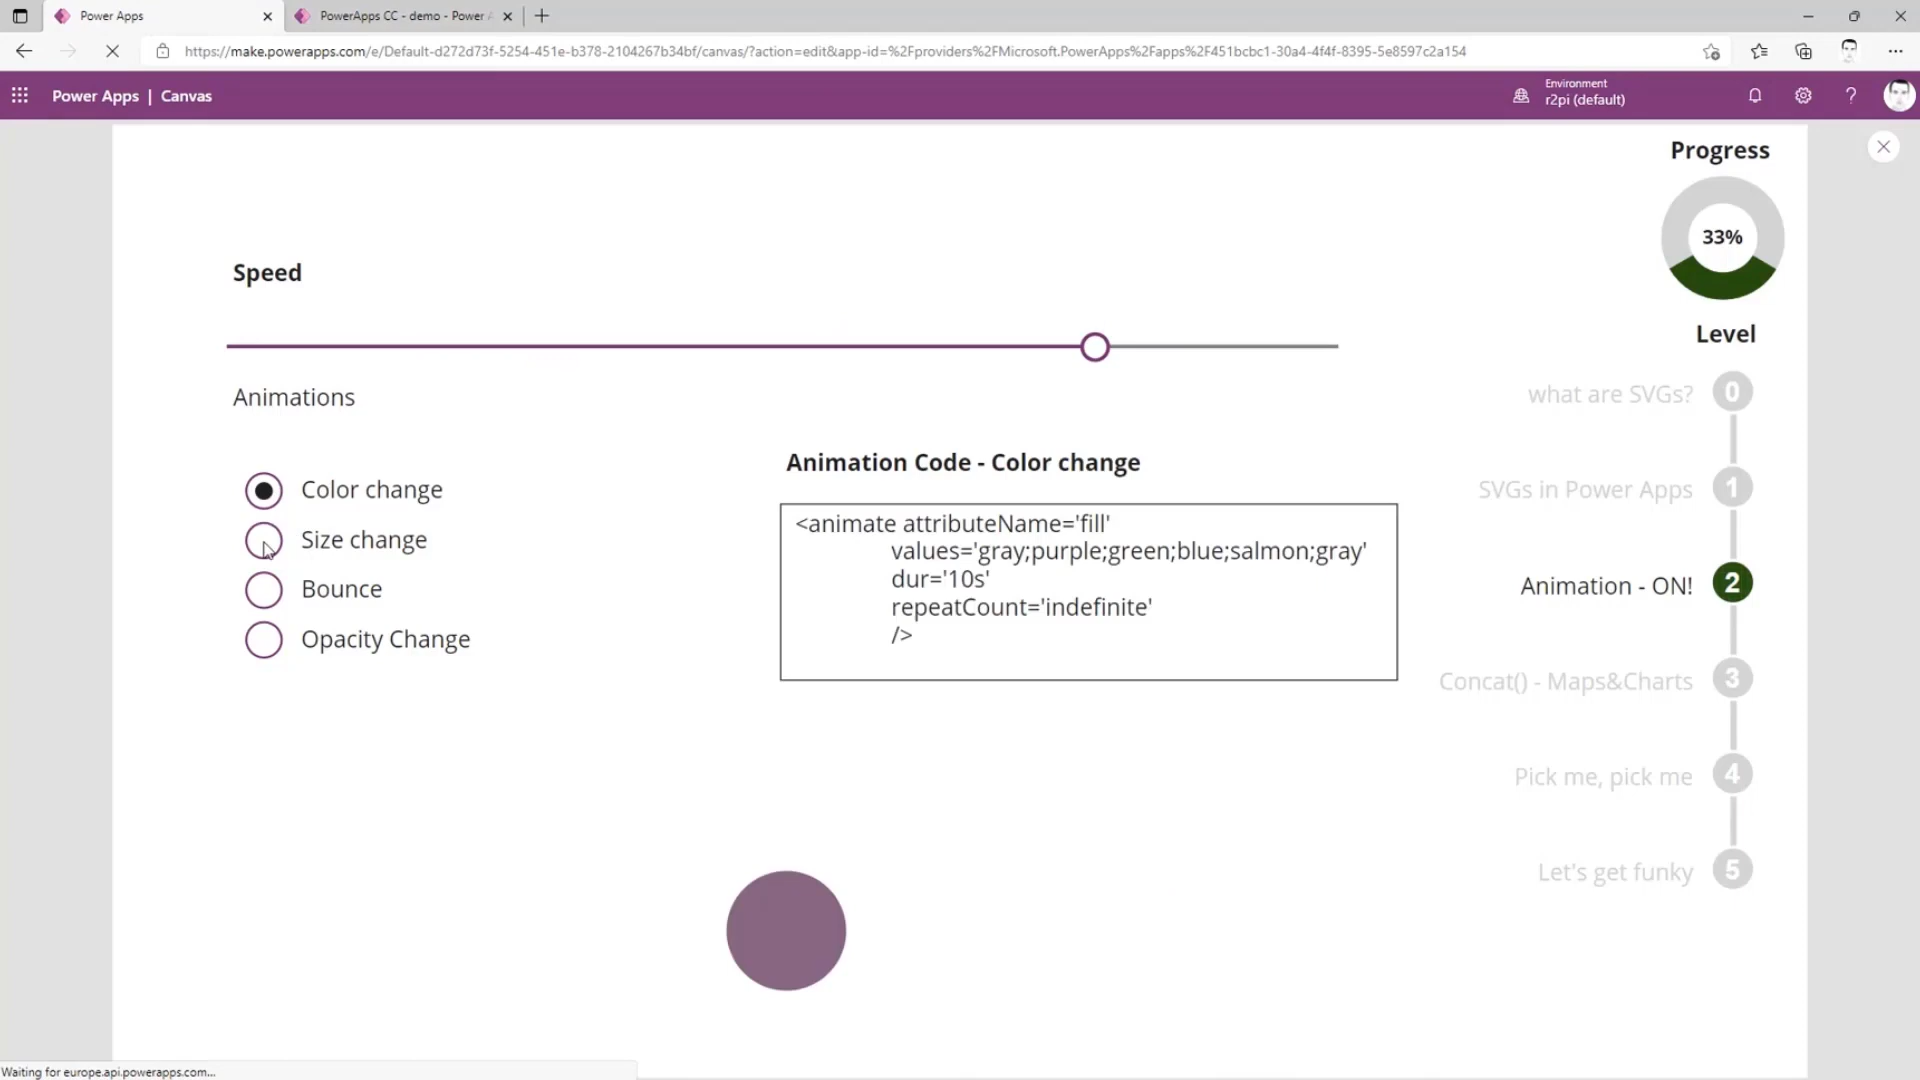 Power Apps
PowerApps CC - demo - Power A
https://make.powerapps.com/e/Default-d272d73f-5254-451e-b378-2104267b34bf/canvas/?action=edit&app-id=%2Fproviders%2FMicrosoft.PowerApps%2Fapps%2F451bcbc1-30a4-4f4f-8395-5e8597c2a154
Power Apps | Canvas
Environment
r2pi (default)
Progress
33%
Speed
Level
Animations
what are SVGs? 0
Animation Code - Color change
Color change
SVGs in Power Apps 1
<animate attributeName='fill'
values='gray;purple;green;blue;salmon;gray'
dur='10s'
repeatCount='indefinite'
/>
Size change
Bounce
Animation - ON! 2
Opacity Change
Concat() - Maps&Charts 3
Pick me, pick me 4
Let's get funky 5
Waiting for europe.api.powerapps.com...